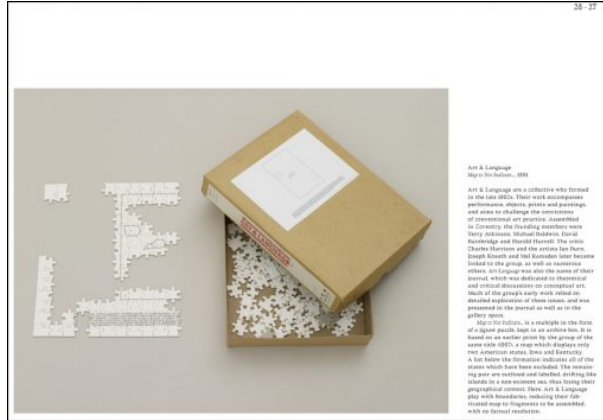 26 – 27
Art & Language
Map to Not Indicate..., 1992
Art & Language are a collective who formed
in the late 1960s. Their work encompasses
performance, objects, prints and paintings,
and aims to challenge the convictions
of conventional art practice. Assembled
in Coventry, the founding members were
Terry Atkinson, Michael Baldwin, David
Bainbridge and Harold Hurrell. The critic
Charles Harrison and the artists Ian Burn,
Joseph Kosuth and Mel Ramsden later became
linked to the group, as well as numerous
others. Art-Language was also the name of their
journal, which was dedicated to theoretical
and critical discussions on conceptual art.
Much of the group's early work relied on
detailed exploration of these issues, and was
presented in the journal as well as in the
gallery space.
Map to Not Indicate... is a multiple in the form
of a jigsaw puzzle, kept in an archive box. It is
based on an earlier print by the group of the
same title (1967), a map which displays only
two American states, Iowa and Kentucky.
A list below the formation indicates all of the
states which have been excluded. The remain-
ing pair are outlined and labelled, drifting like
islands in a non-existent sea, thus losing their
geographical context. Here, Art & Language
play with boundaries, reducing their fab-
ricated map to fragments to be assembled
with no factual resolution.
ART & LANGUAGE